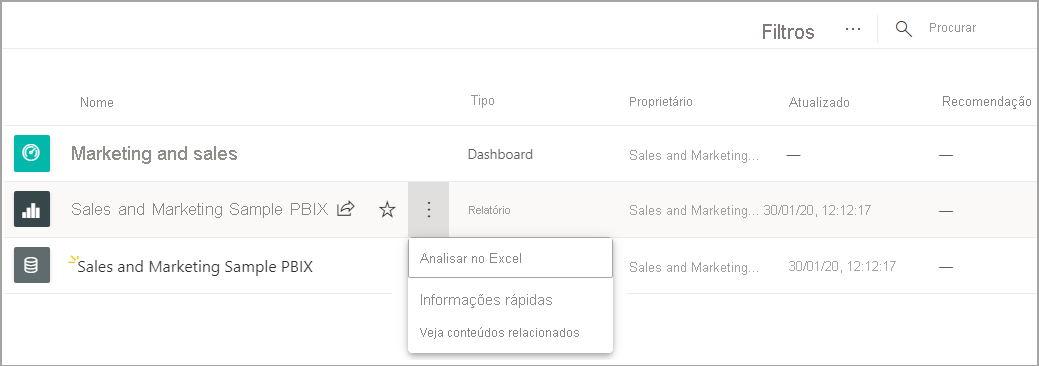 Filtros ... Procurar
Nome Tipo Proprietário Atualizado Recomendação
Marketing and sales Dashboard Sales and Marketing... — —
Sales and Marketing Sample PBIX Relatório Sales and Marketing... 30/01/20, 12:12:17 —
Sales and Marketing Sample PBIX Sales and Marketing... 30/01/20, 12:12:17 —
Analisar no Excel
Informações rápidas
Veja conteúdos relacionados